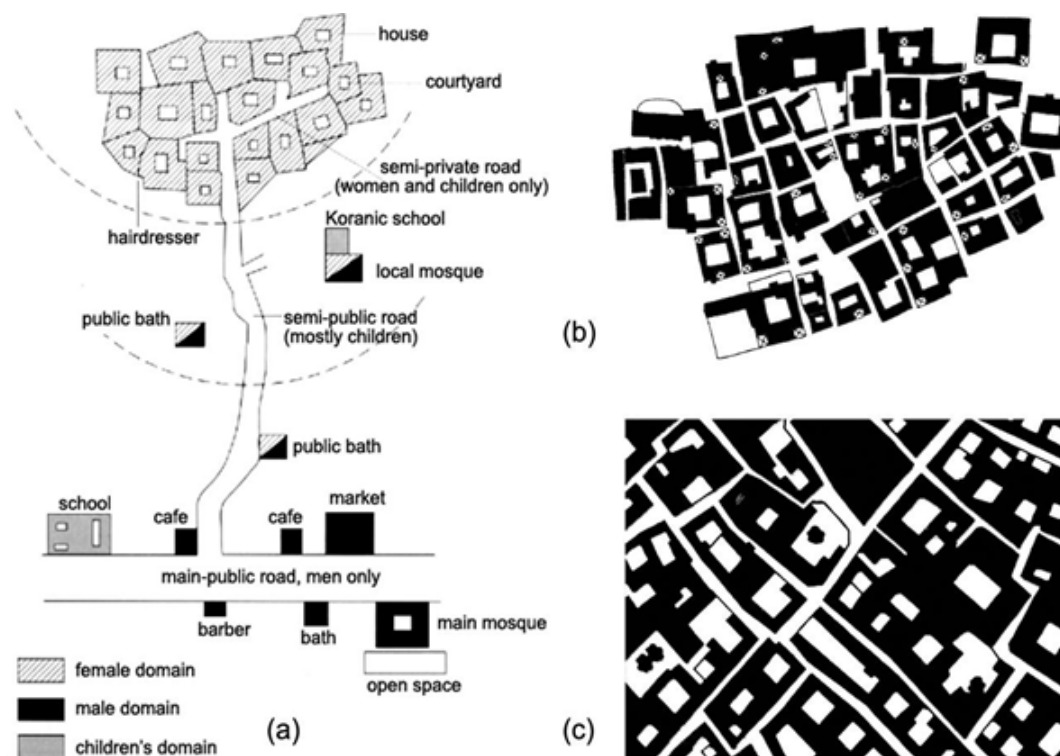 house
courtyard
semi-private road
(women and children only)
hairdresser
Koranic school
local mosque
public bath
semi-public road
(mostly children)
public bath
school
cafe
cafe
market
main-public road, men only
barber
bath
main mosque
open space
female domain
male domain
children's domain
(a)
(b)
(c)